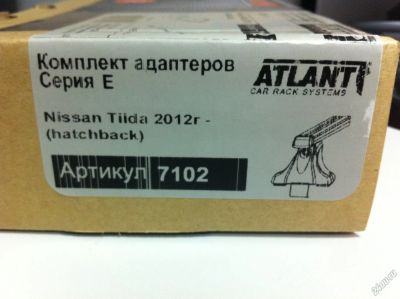 Комплект адаптеров
Серия Е
ATLANT
CAR RACK SYSTEMS
Nissan Tiida 2012г -
(hatchback)
Артикул 7102